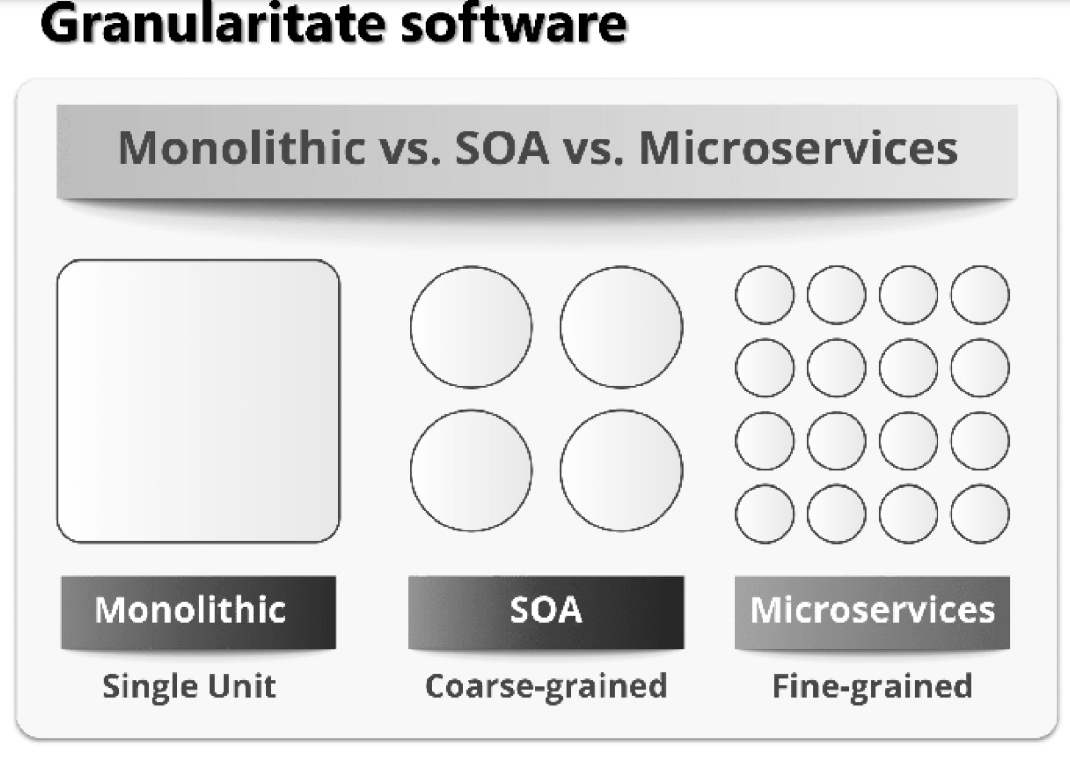 Granularitate software
Monolithic vs. SOA vs. Microservices
Monolithic
SOA
Microservices
Single Unit
Coarse-grained
Fine-grained